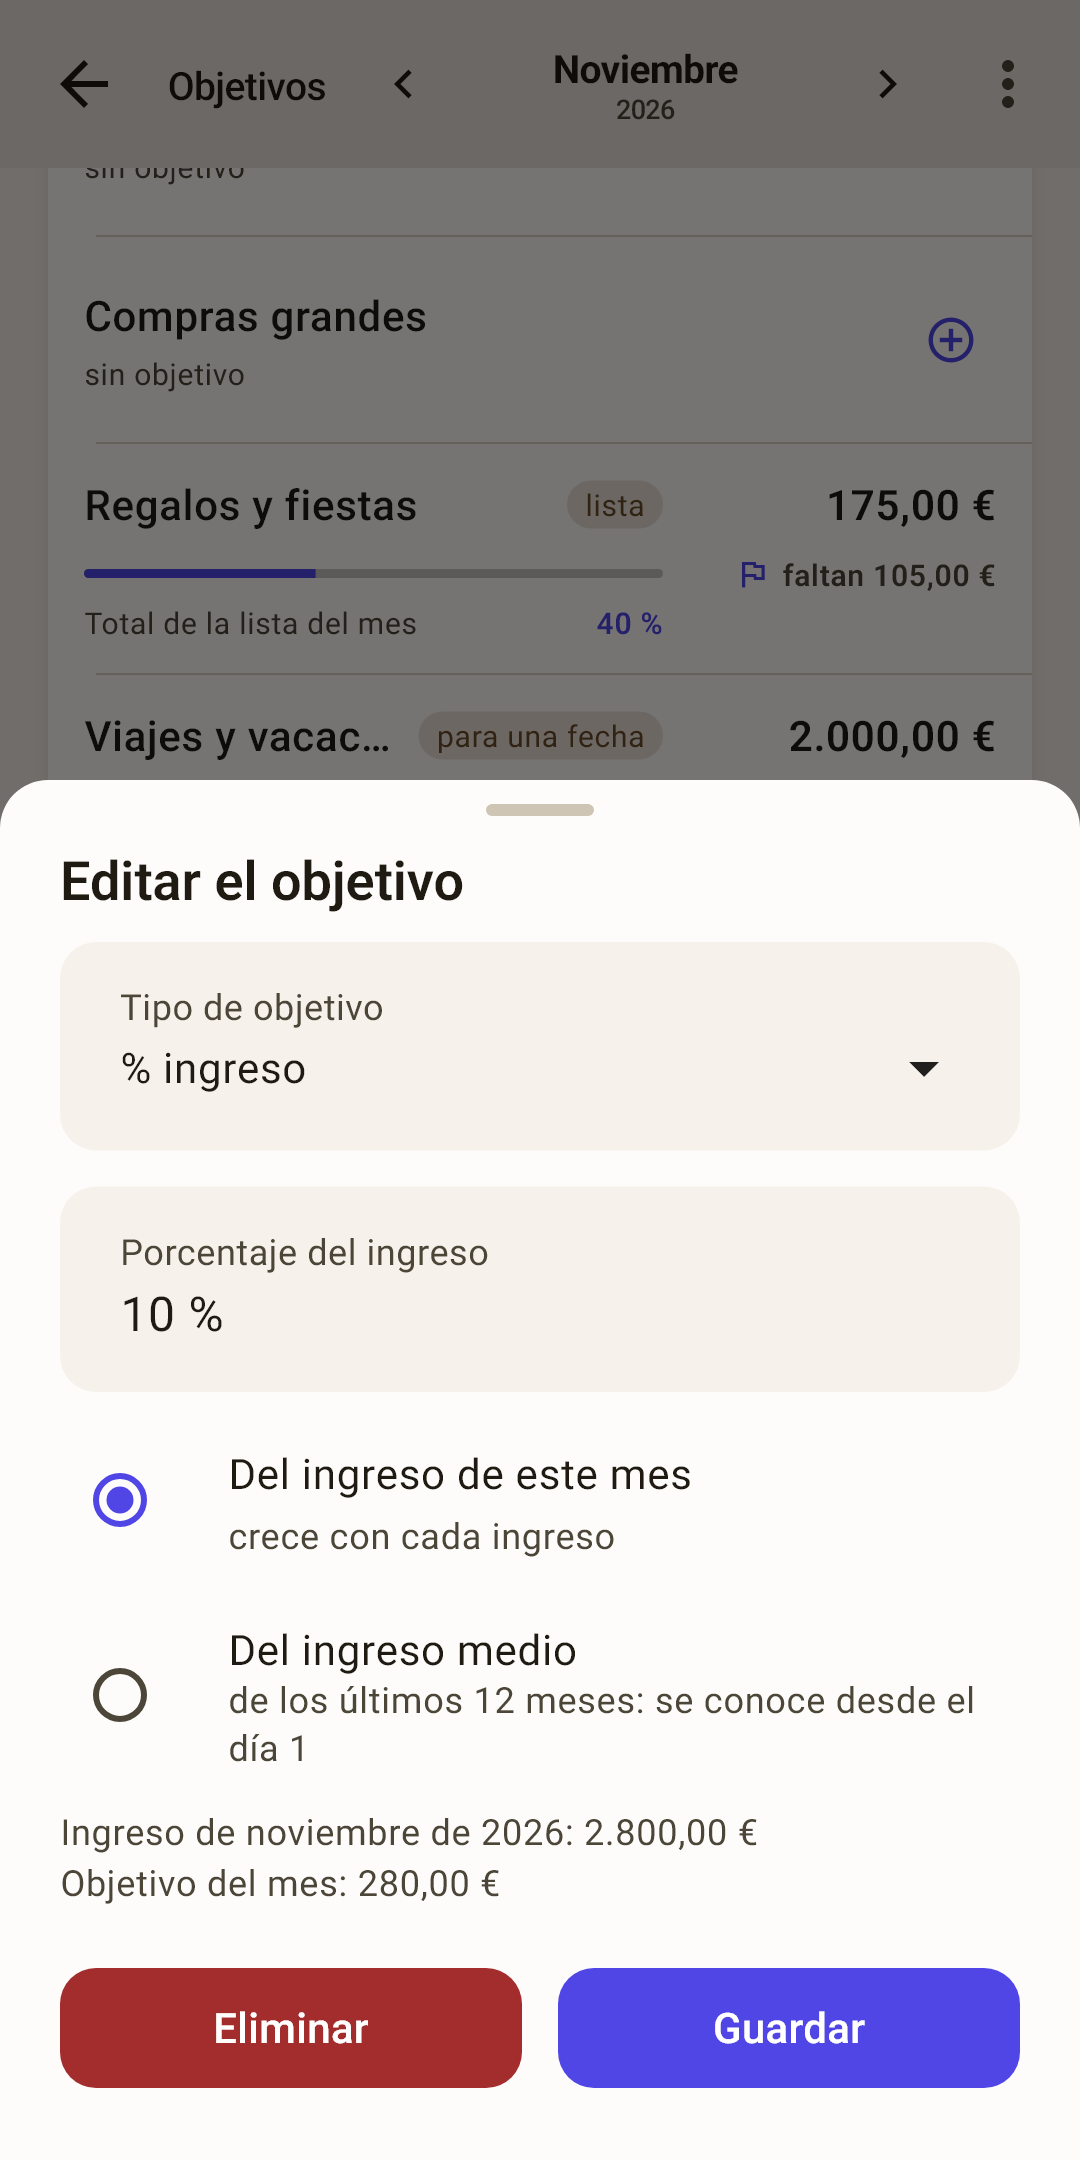 Objetivos
Noviembre
2026
sin objetivo
Compras grandes
sin objetivo
Regalos y fiestas
lista
175,00 €
faltan 105,00 €
Total de la lista del mes
40 %
Viajes y vacac...
para una fecha
2.000,00 €
Editar el objetivo
Tipo de objetivo
% ingreso
Porcentaje del ingreso
10 %
Del ingreso de este mes
crece con cada ingreso
Del ingreso medio
de los últimos 12 meses: se conoce desde el
día 1
Ingreso de noviembre de 2026: 2.800,00 €
Objetivo del mes: 280,00 €
Eliminar
Guardar